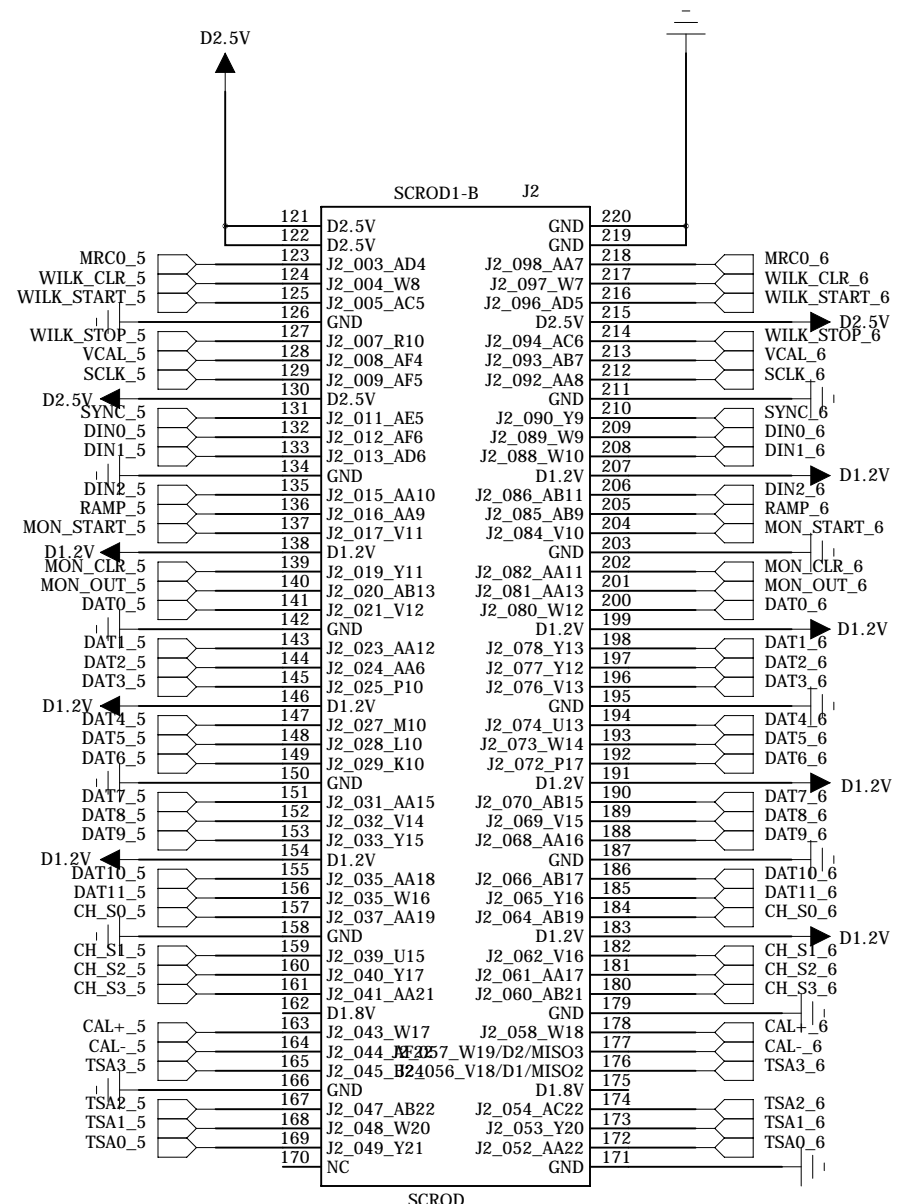 D2.5V
SCROD1-B J2
121 D2.5V GND 220
122 D2.5V GND 219
MRC0_5 123 J2_003_AD4 J2_098_AA7 218 MRC0_6
WILK_CLR_5 124 J2_004_W8 J2_097_W7 217 WILK_CLR_6
WILK_START_5 125 J2_005_AC5 J2_096_AD5 216 WILK_START_6
126 GND D2.5V 215 D2.5V
WILK_STOP_5 127 J2_007_R10 J2_094_AC6 214 WILK_STOP_6
VCAL_5 128 J2_008_AF4 J2_093_AB7 213 VCAL_6
SCLK_5 129 J2_009_AF5 J2_092_AA8 212 SCLK_6
D2.5V 130 D2.5V GND 211
SYNC_5 131 J2_011_AE5 J2_090_Y9 210 SYNC_6
DIN0_5 132 J2_012_AF6 J2_089_W9 209 DIN0_6
DIN1_5 133 J2_013_AD6 J2_088_W10 208 DIN1_6
134 GND D1.2V 207 D1.2V
DIN2_5 135 J2_015_AA10 J2_086_AB11 206 DIN2_6
RAMP_5 136 J2_016_AA9 J2_085_AB9 205 RAMP_6
MON_START_5 137 J2_017_V11 J2_084_V10 204 MON_START_6
D1.2V 138 D1.2V GND 203
MON_CLR_5 139 J2_019_Y11 J2_082_AA11 202 MON_CLR_6
MON_OUT_5 140 J2_020_AB13 J2_081_AA13 201 MON_OUT_6
DAT0_5 141 J2_021_V12 J2_080_W12 200 DAT0_6
142 GND D1.2V 199 D1.2V
DAT1_5 143 J2_023_AA12 J2_078_Y13 198 DAT1_6
DAT2_5 144 J2_024_AA6 J2_077_Y12 197 DAT2_6
DAT3_5 145 J2_025_P10 J2_076_V13 196 DAT3_6
D1.2V 146 D1.2V GND 195
DAT4_5 147 J2_027_M10 J2_074_U13 194 DAT4_6
DAT5_5 148 J2_028_L10 J2_073_W14 193 DAT5_6
DAT6_5 149 J2_029_K10 J2_072_P17 192 DAT6_6
150 GND D1.2V 191 D1.2V
DAT7_5 151 J2_031_AA15 J2_070_AB15 190 DAT7_6
DAT8_5 152 J2_032_V14 J2_069_V15 189 DAT8_6
DAT9_5 153 J2_033_Y15 J2_068_AA16 188 DAT9_6
D1.2V 154 D1.2V GND 187
DAT10_5 155 J2_035_AA18 J2_066_AB17 186 DAT10_6
DAT11_5 156 J2_035_W16 J2_065_Y16 185 DAT11_6
CH_S0_5 157 J2_037_AA19 J2_064_AB19 184 CH_S0_6
158 GND D1.2V 183 D1.2V
CH_S1_5 159 J2_039_U15 J2_062_V16 182 CH_S1_6
CH_S2_5 160 J2_040_Y17 J2_061_AA17 181 CH_S2_6
CH_S3_5 161 J2_041_AA21 J2_060_AB21 180 CH_S3_6
162 D1.8V GND 179
CAL+_5 163 J2_043_W17 J2_058_W18 178 CAL+_6
CAL-_5 164 J2_057_W19/D2/MISO3 177 CAL-_6
TSA3_5 165 176 TSA3_6
166 GND D1.8V 175
TSA2_5 167 J2_047_AB22 J2_054_AC22 174 TSA2_6
TSA1_5 168 J2_048_W20 J2_053_Y20 173 TSA1_6
TSA0_5 169 J2_049_Y21 J2_052_AA22 172 TSA0_6
170 NC GND 171
SCROD